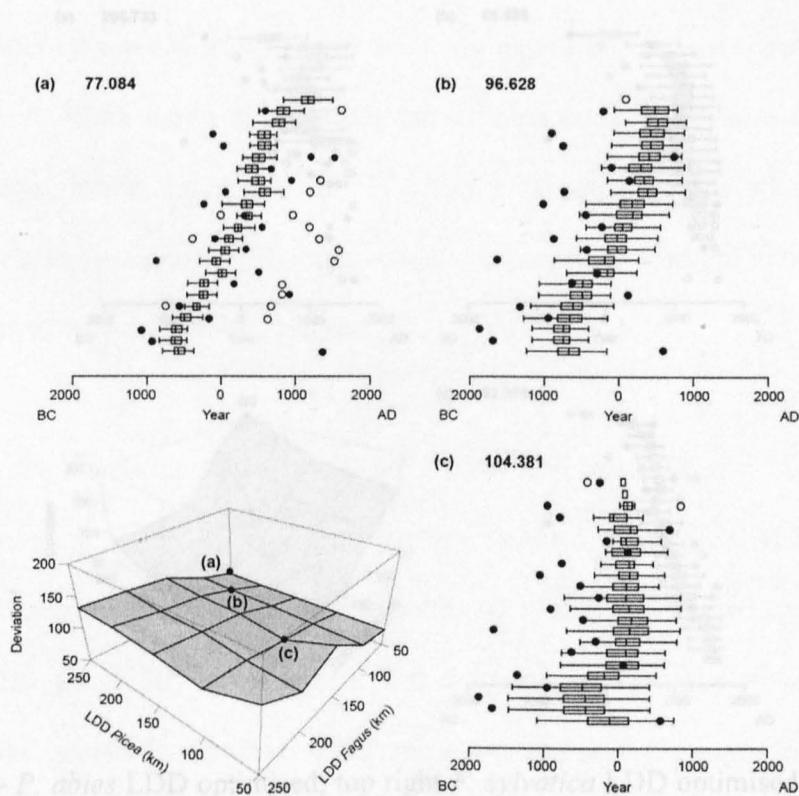 (a) 77.084
(b) 96.628
2000 1000 0 1000 2000
BC Year AD
2000 1000 0 1000 2000
BC Year AD
(c) 104.381
2000 1000 0 1000 2000
BC Year AD
Deviation
200
150
100
50
250
200
150
100
50
LDD Picea (km)
200
150
100
50
LDD Fagus (km)
(a)
(b)
(c)
P. abies LDD optimised, top right F. sylvatica LDD optimised